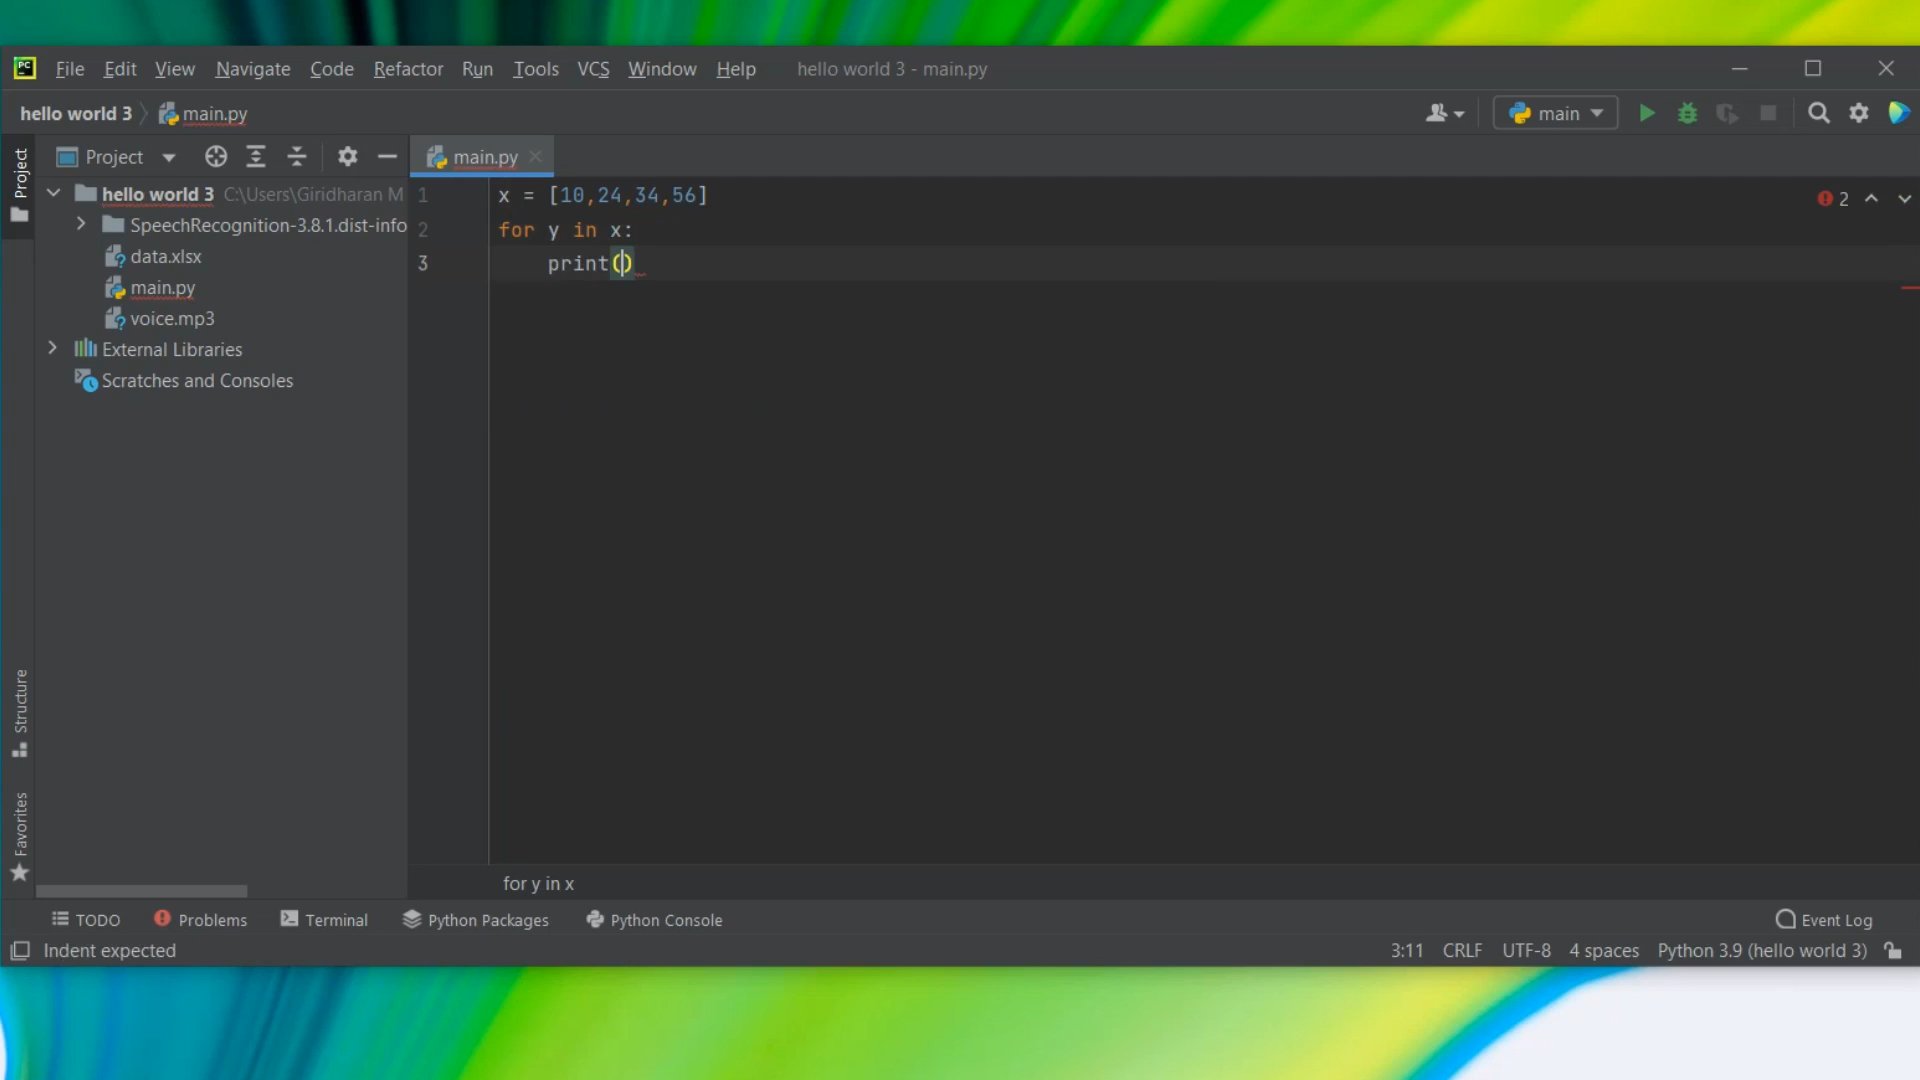 PC
File Edit View Navigate Code Refactor Run Tools VCS Window Help hello world 3 - main.py
hello world 3 main.py main
Project Project main.py
hello world 3 C:\Users\Giridharan M
SpeechRecognition-3.8.1.dist-info
data.xlsx
main.py
voice.mp3
External Libraries
Scratches and Consoles
1 x = [10,24,34,56]
2 for y in x:
3 print()
2
Structure
Favorites
for y in x
TODO Problems Terminal Python Packages Python Console Event Log
Indent expected 3:11 CRLF UTF-8 4 spaces Python 3.9 (hello world 3)